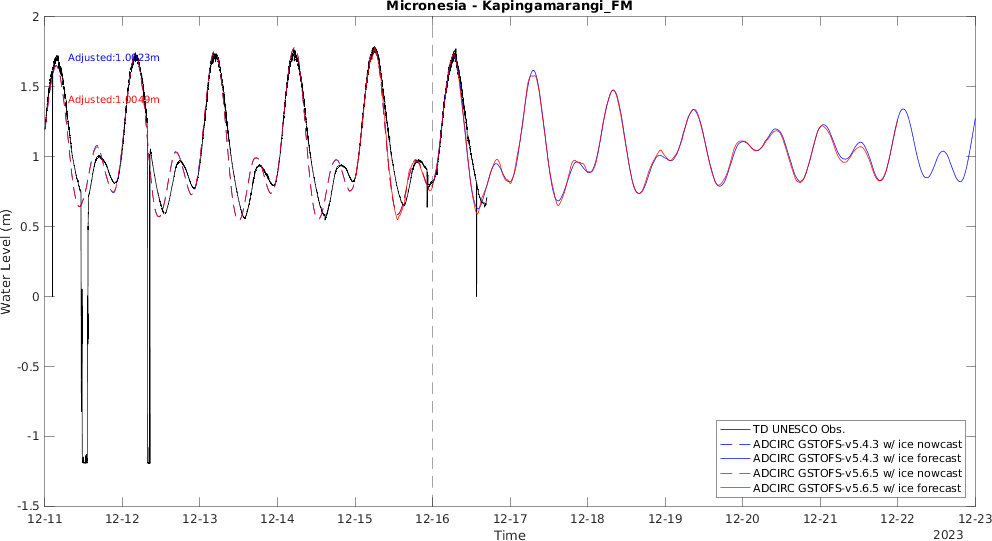 Micronesia - Kapingamarangi_FM
Adjusted:1.0023m
Adjusted:1.0049m
Water Level (m)
2
1.5
1
0.5
0
-0.5
-1
-1.5
12-11 12-12 12-13 12-14 12-15 12-16 12-17 12-18 12-19 12-20 12-21 12-22 12-23
Time
2023
TD UNESCO Obs.
ADCIRC GSTOFS-v5.4.3 w/ ice nowcast
ADCIRC GSTOFS-v5.4.3 w/ ice forecast
ADCIRC GSTOFS-v5.6.5 w/ ice nowcast
ADCIRC GSTOFS-v5.6.5 w/ ice forecast